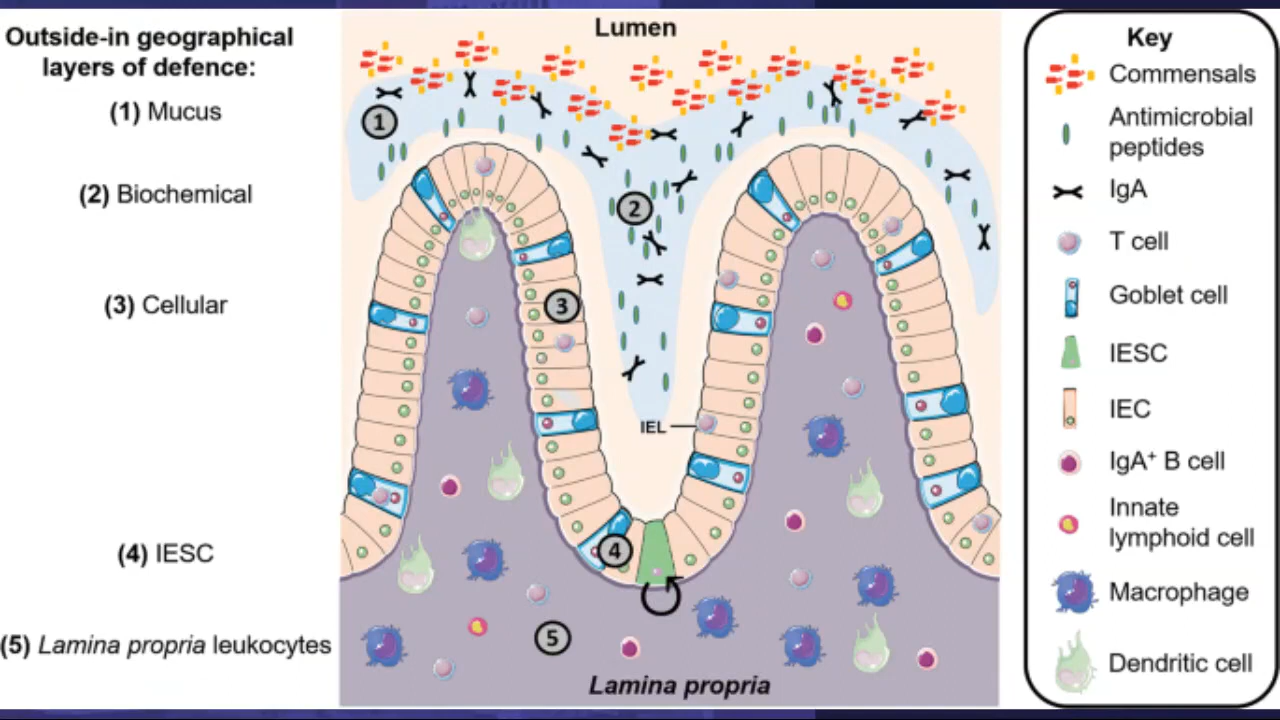 Outside-in geographical
layers of defence:
(1) Mucus
(2) Biochemical
(3) Cellular
(4) IESC
(5) Lamina propria leukocytes
Lumen
1
2
3
IEL
4
5
Lamina propria
Key
Commensals
Antimicrobial
peptides
IgA
T cell
Goblet cell
IESC
IEC
IgA⁺ B cell
Innate
lymphoid cell
Macrophage
Dendritic cell